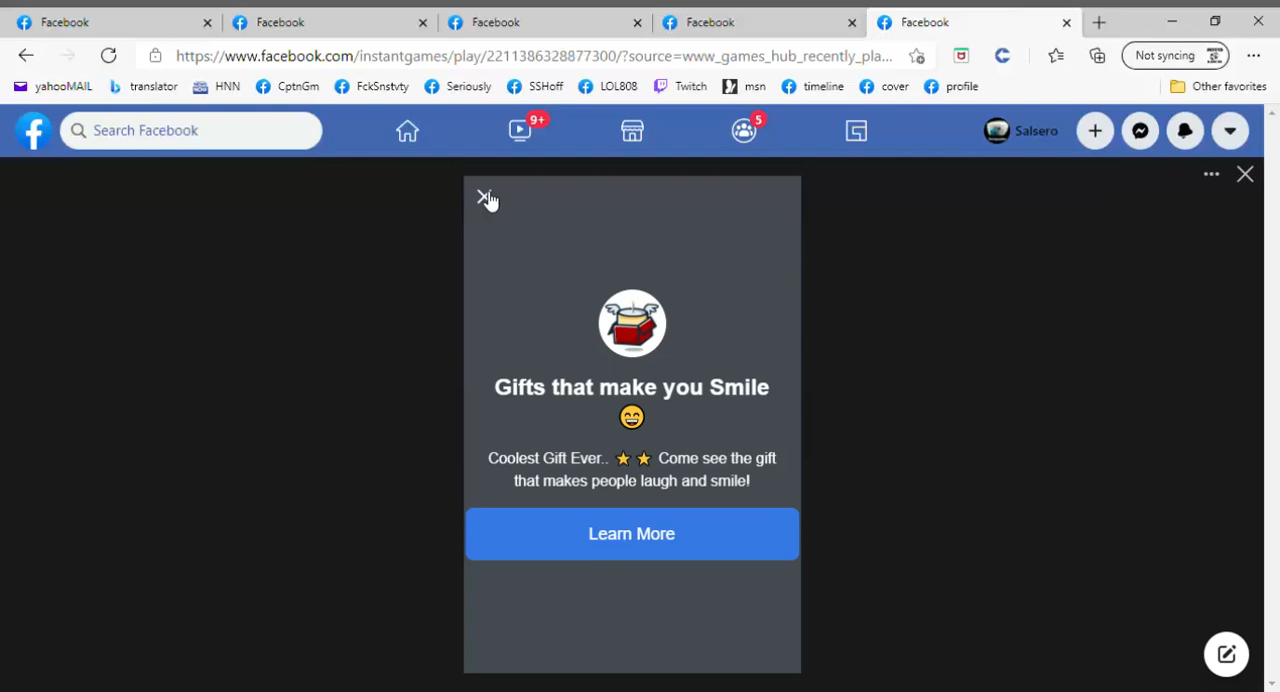 Facebook
Facebook
Facebook
Facebook
Facebook
https://www.facebook.com/instantgames/play/2211386328877300/?source=www_games_hub_recently_pla...
Not syncing
yahooMAIL
translator
HNN
CptnGm
FckSnstvty
Seriously
SSHoff
LOL808
Twitch
msn
timeline
cover
profile
Other favorites
Search Facebook
9+
5
Salsero
Gifts that make you Smile
😄
Coolest Gift Ever.. ⭐ ⭐ Come see the gift
that makes people laugh and smile!
Learn More